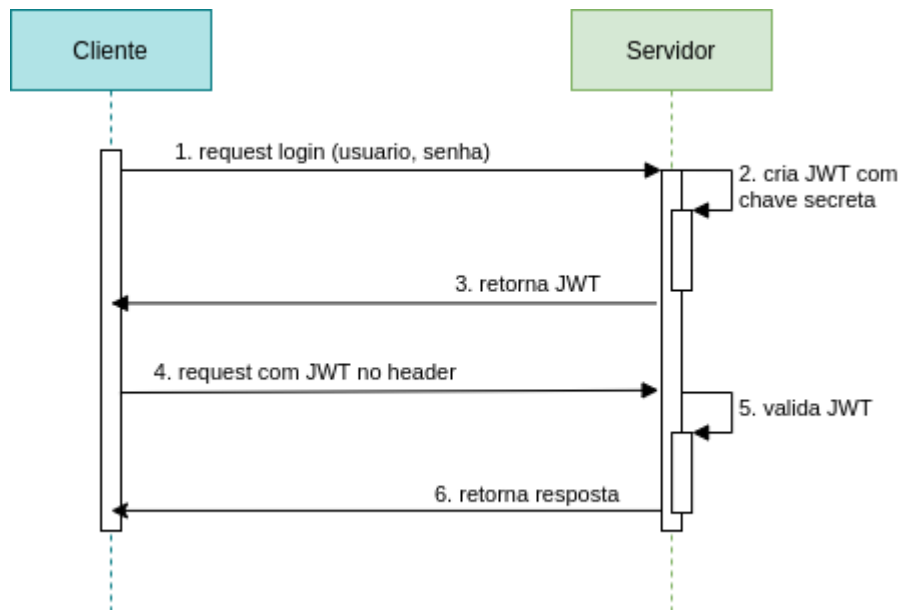 Cliente
Servidor
1. request login (usuario, senha)
2. cria JWT com
chave secreta
3. retorna JWT
4. request com JWT no header
5. valida JWT
6. retorna resposta